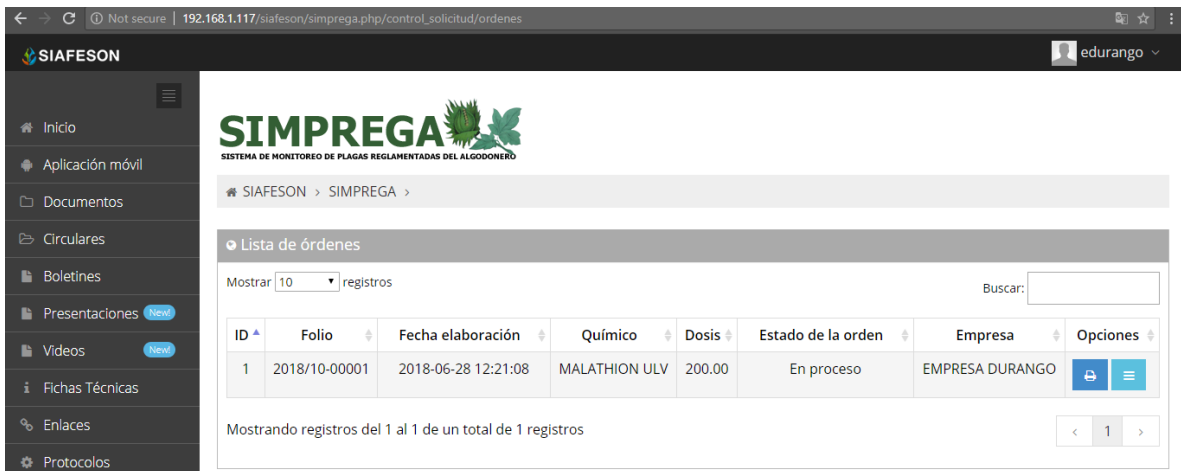 Not secure | 192.168.1.117/siafeson/simprega.php/control_solicitud/ordenes
SIAFESON
edurango
Inicio
Aplicación móvil
Documentos
Circulares
Boletines
Presentaciones New!
Videos New!
Fichas Técnicas
Enlaces
Protocolos
SIMPREGA
SISTEMA DE MONITOREO DE PLAGAS REGLAMENTADAS DEL ALGODONERO
SIAFESON > SIMPREGA >
Lista de órdenes
Mostrar 10 registros
Buscar:
ID Folio Fecha elaboración Químico Dosis Estado de la orden Empresa Opciones
1 2018/10-00001 2018-06-28 12:21:08 MALATHION ULV 200.00 En proceso EMPRESA DURANGO
Mostrando registros del 1 al 1 de un total de 1 registros
< 1 >